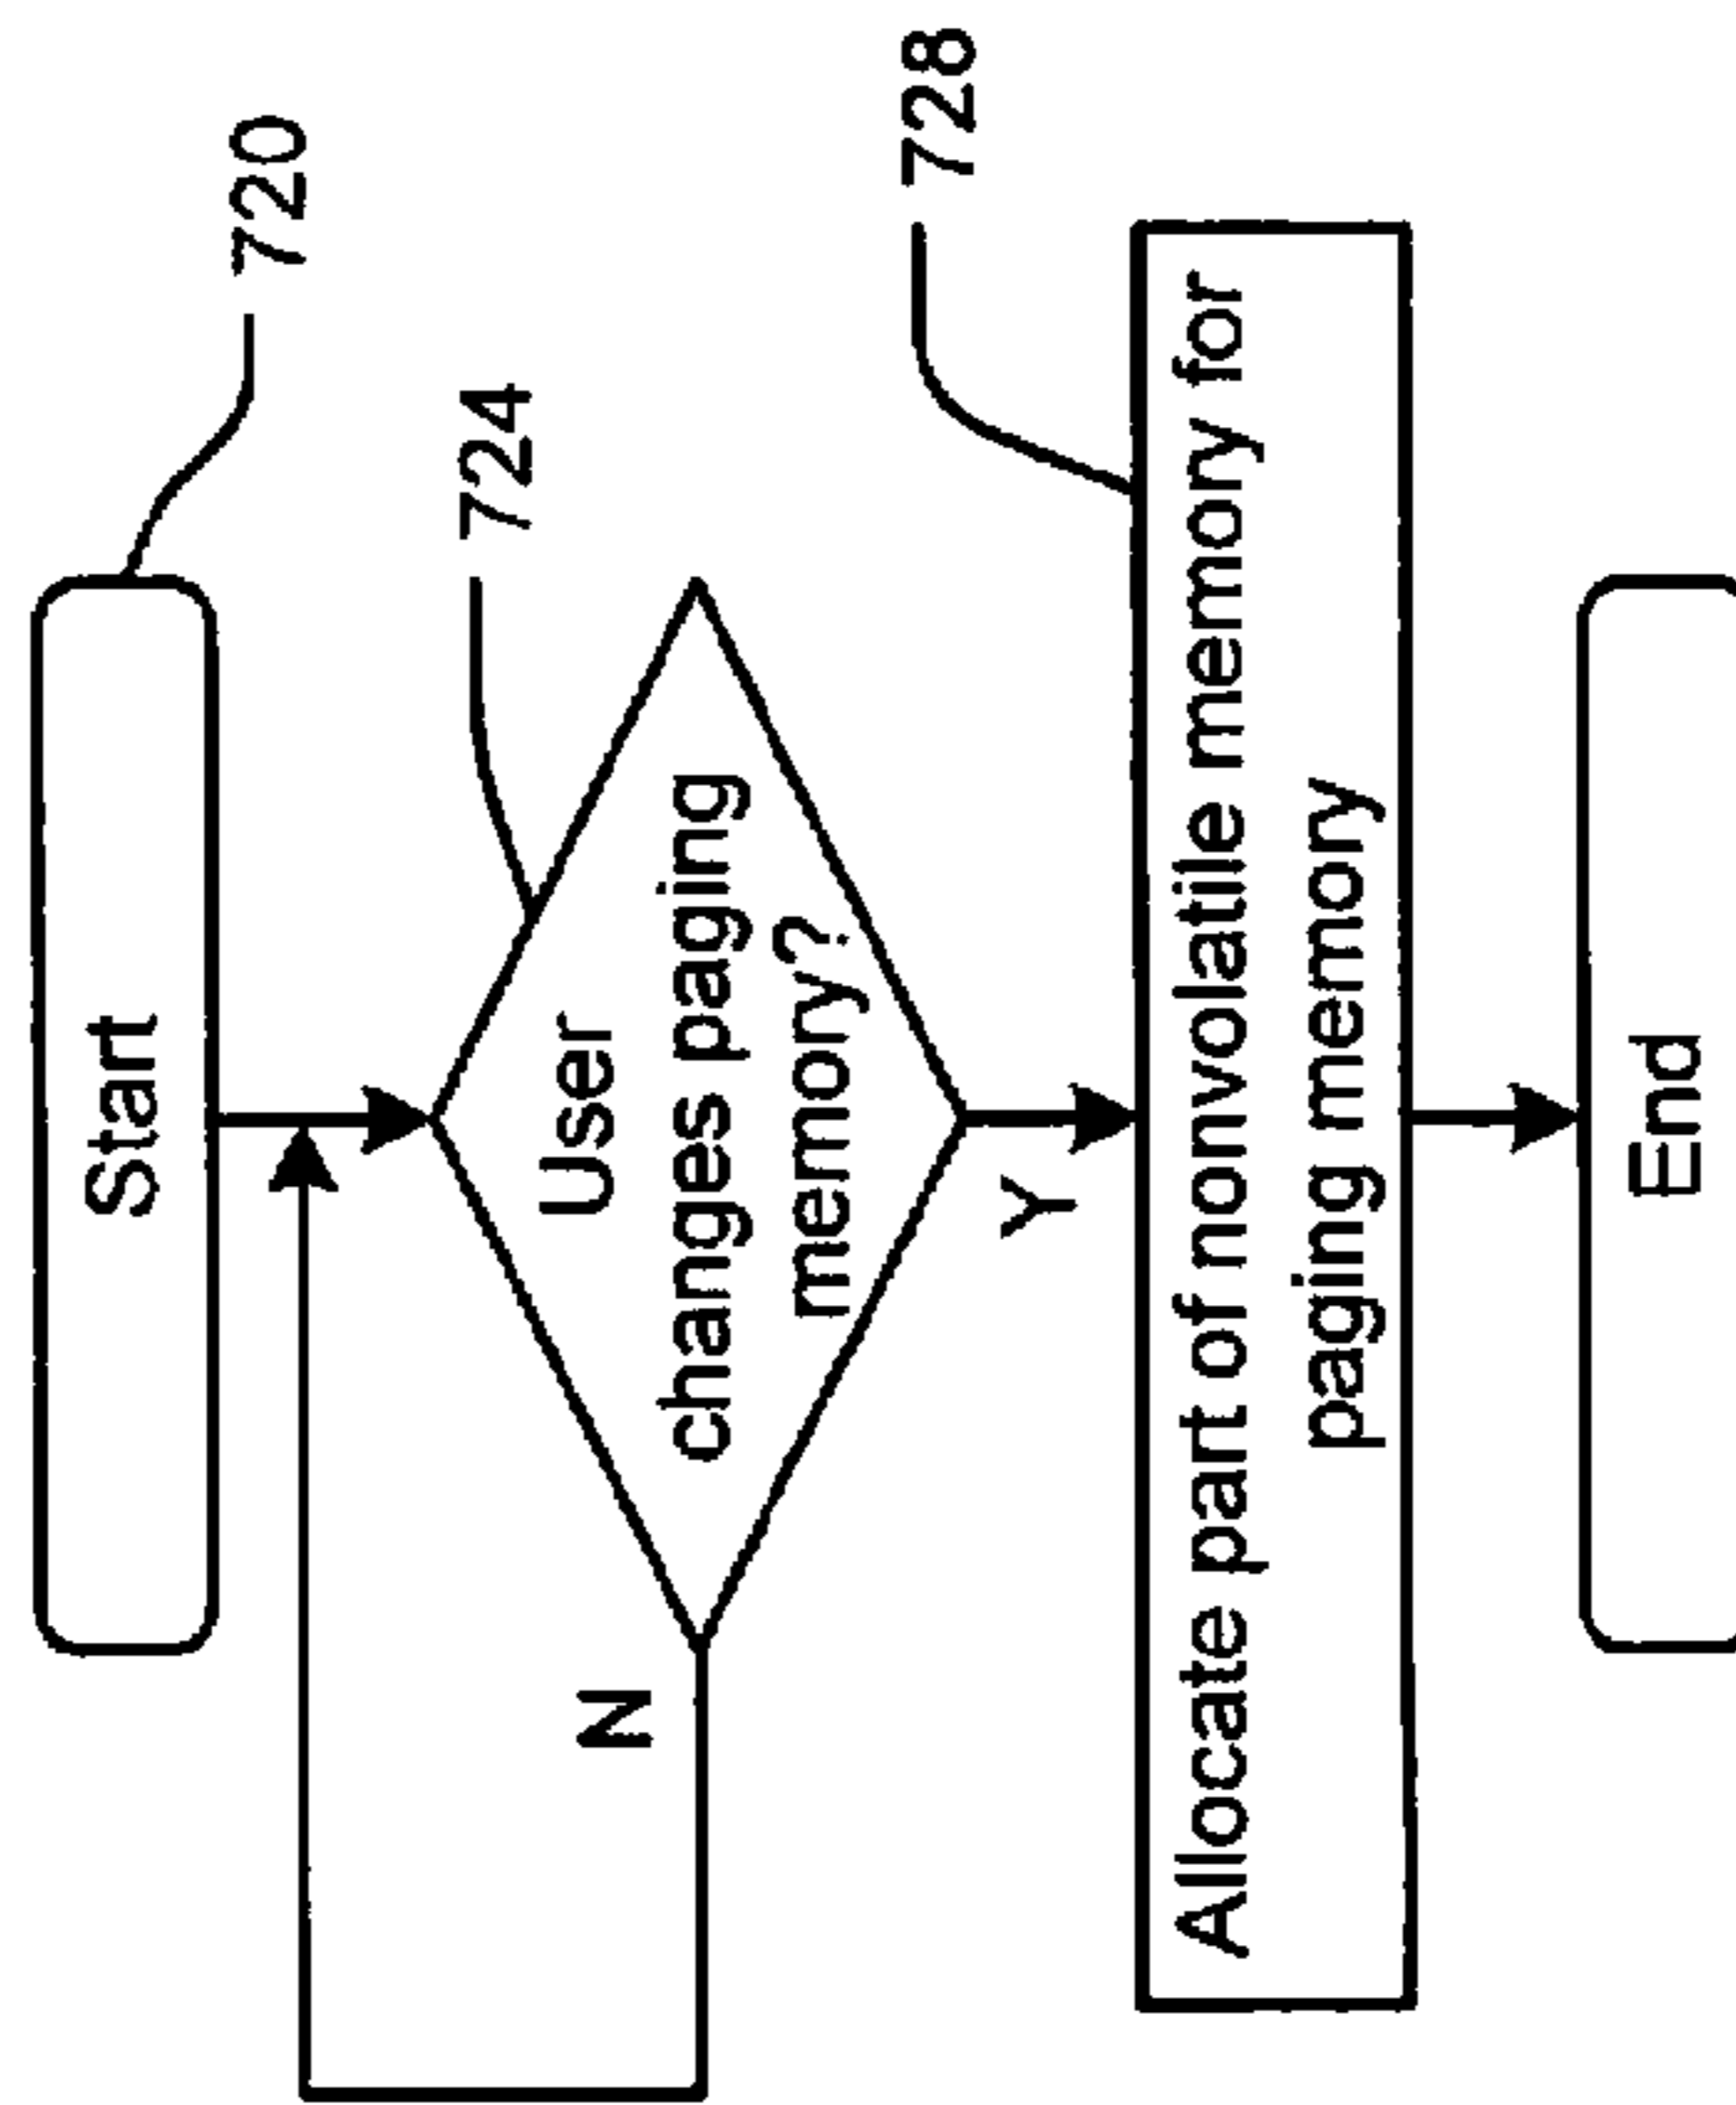 Start
720
724
User
changes paging
memory?
N
Y
728
Allocate part of nonvolatile memory for
paging memory
End